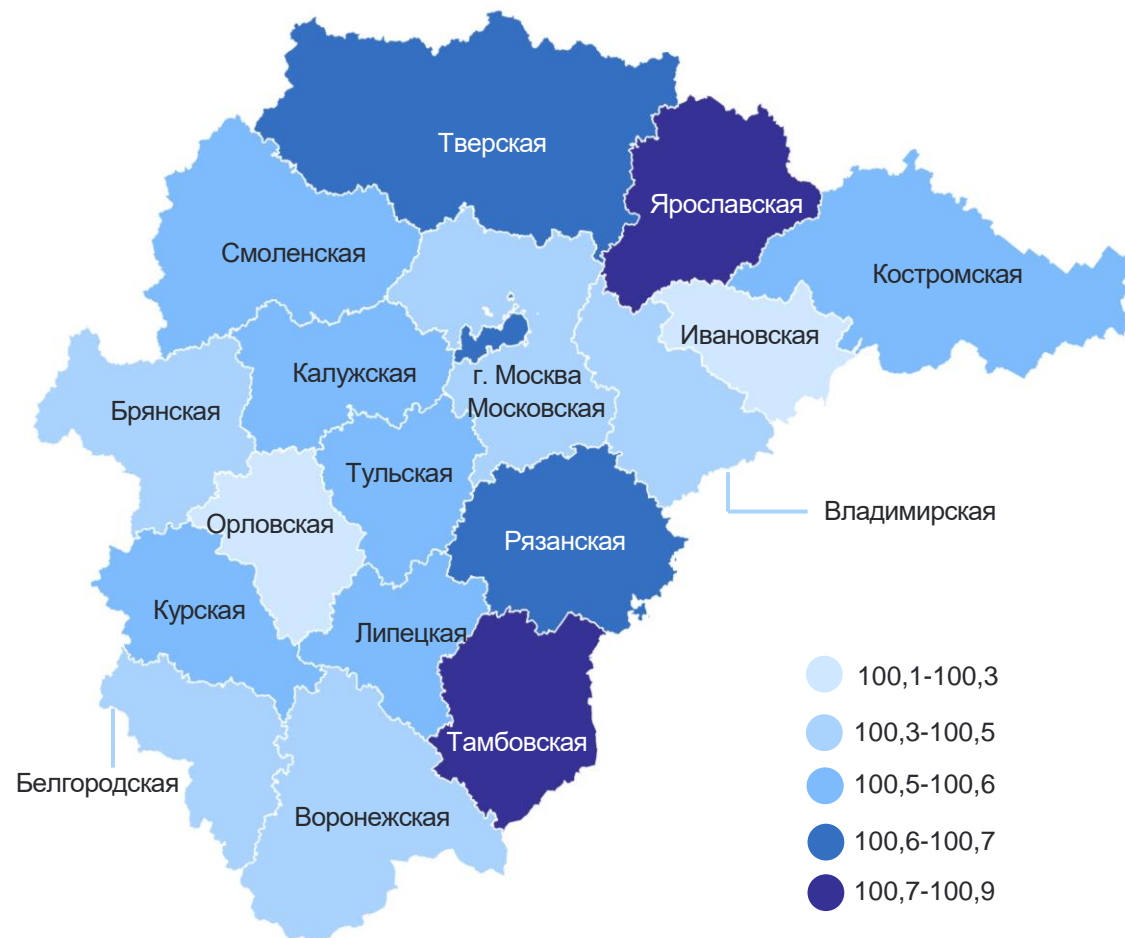 Тверская
Ярославская
Смоленская
Костромская
Ивановская
Калужская
г. Москва
Московская
Брянская
Тульская
Владимирская
Орловская
Рязанская
Курская
Липецкая
Тамбовская
Белгородская
Воронежская
100,1-100,3
100,3-100,5
100,5-100,6
100,6-100,7
100,7-100,9